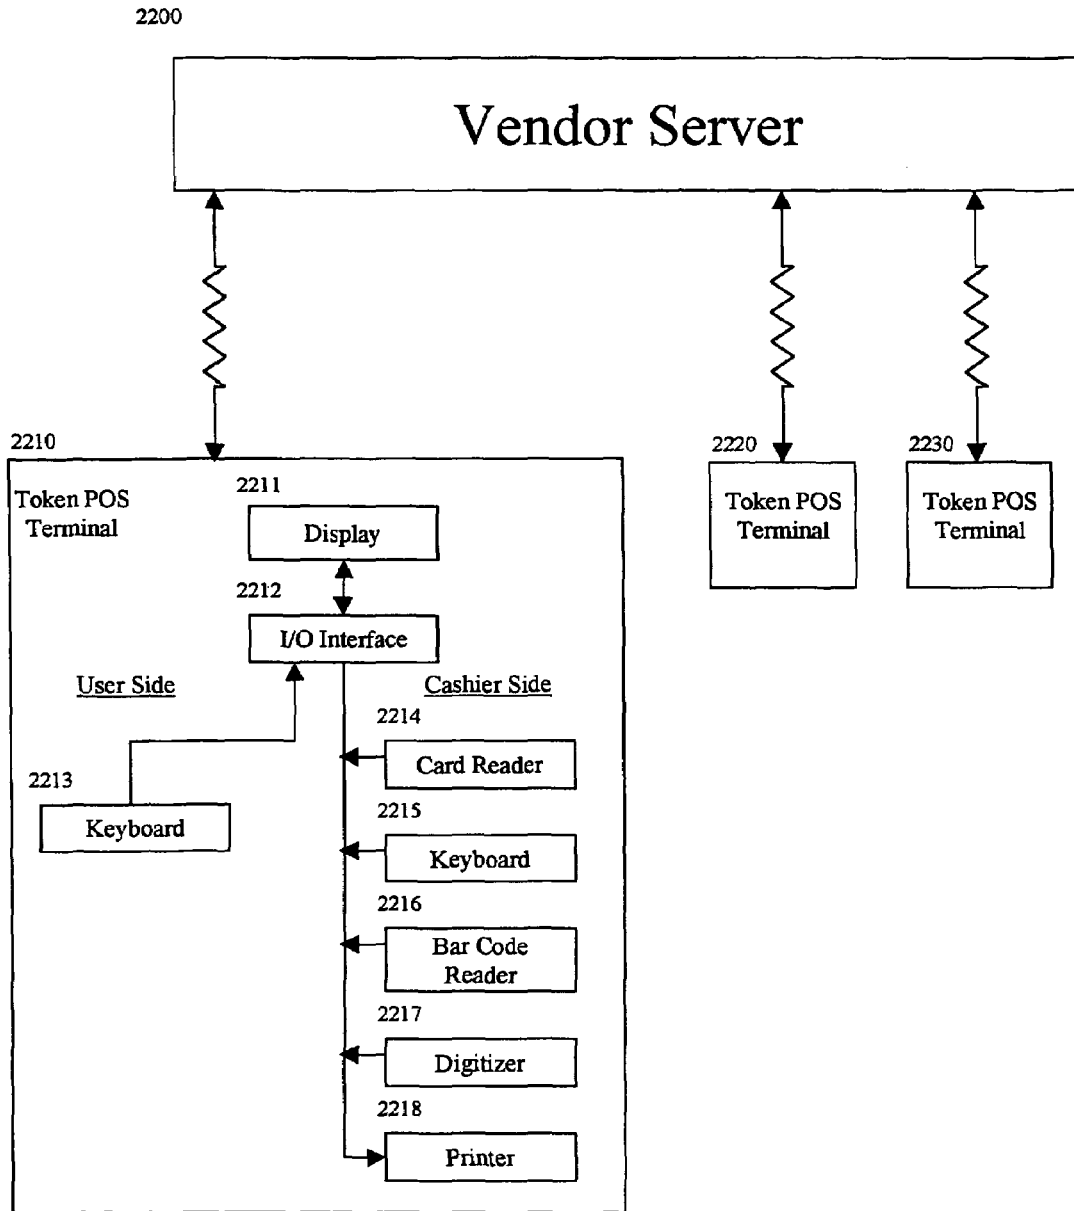 2200
Vendor Server
2210
2220
2230
Token POS
Terminal
2211
Display
2212
I/O Interface
User Side
Cashier Side
2213
Keyboard
2214
Card Reader
2215
Keyboard
2216
Bar Code
Reader
2217
Digitizer
2218
Printer
Token POS
Terminal
Token POS
Terminal